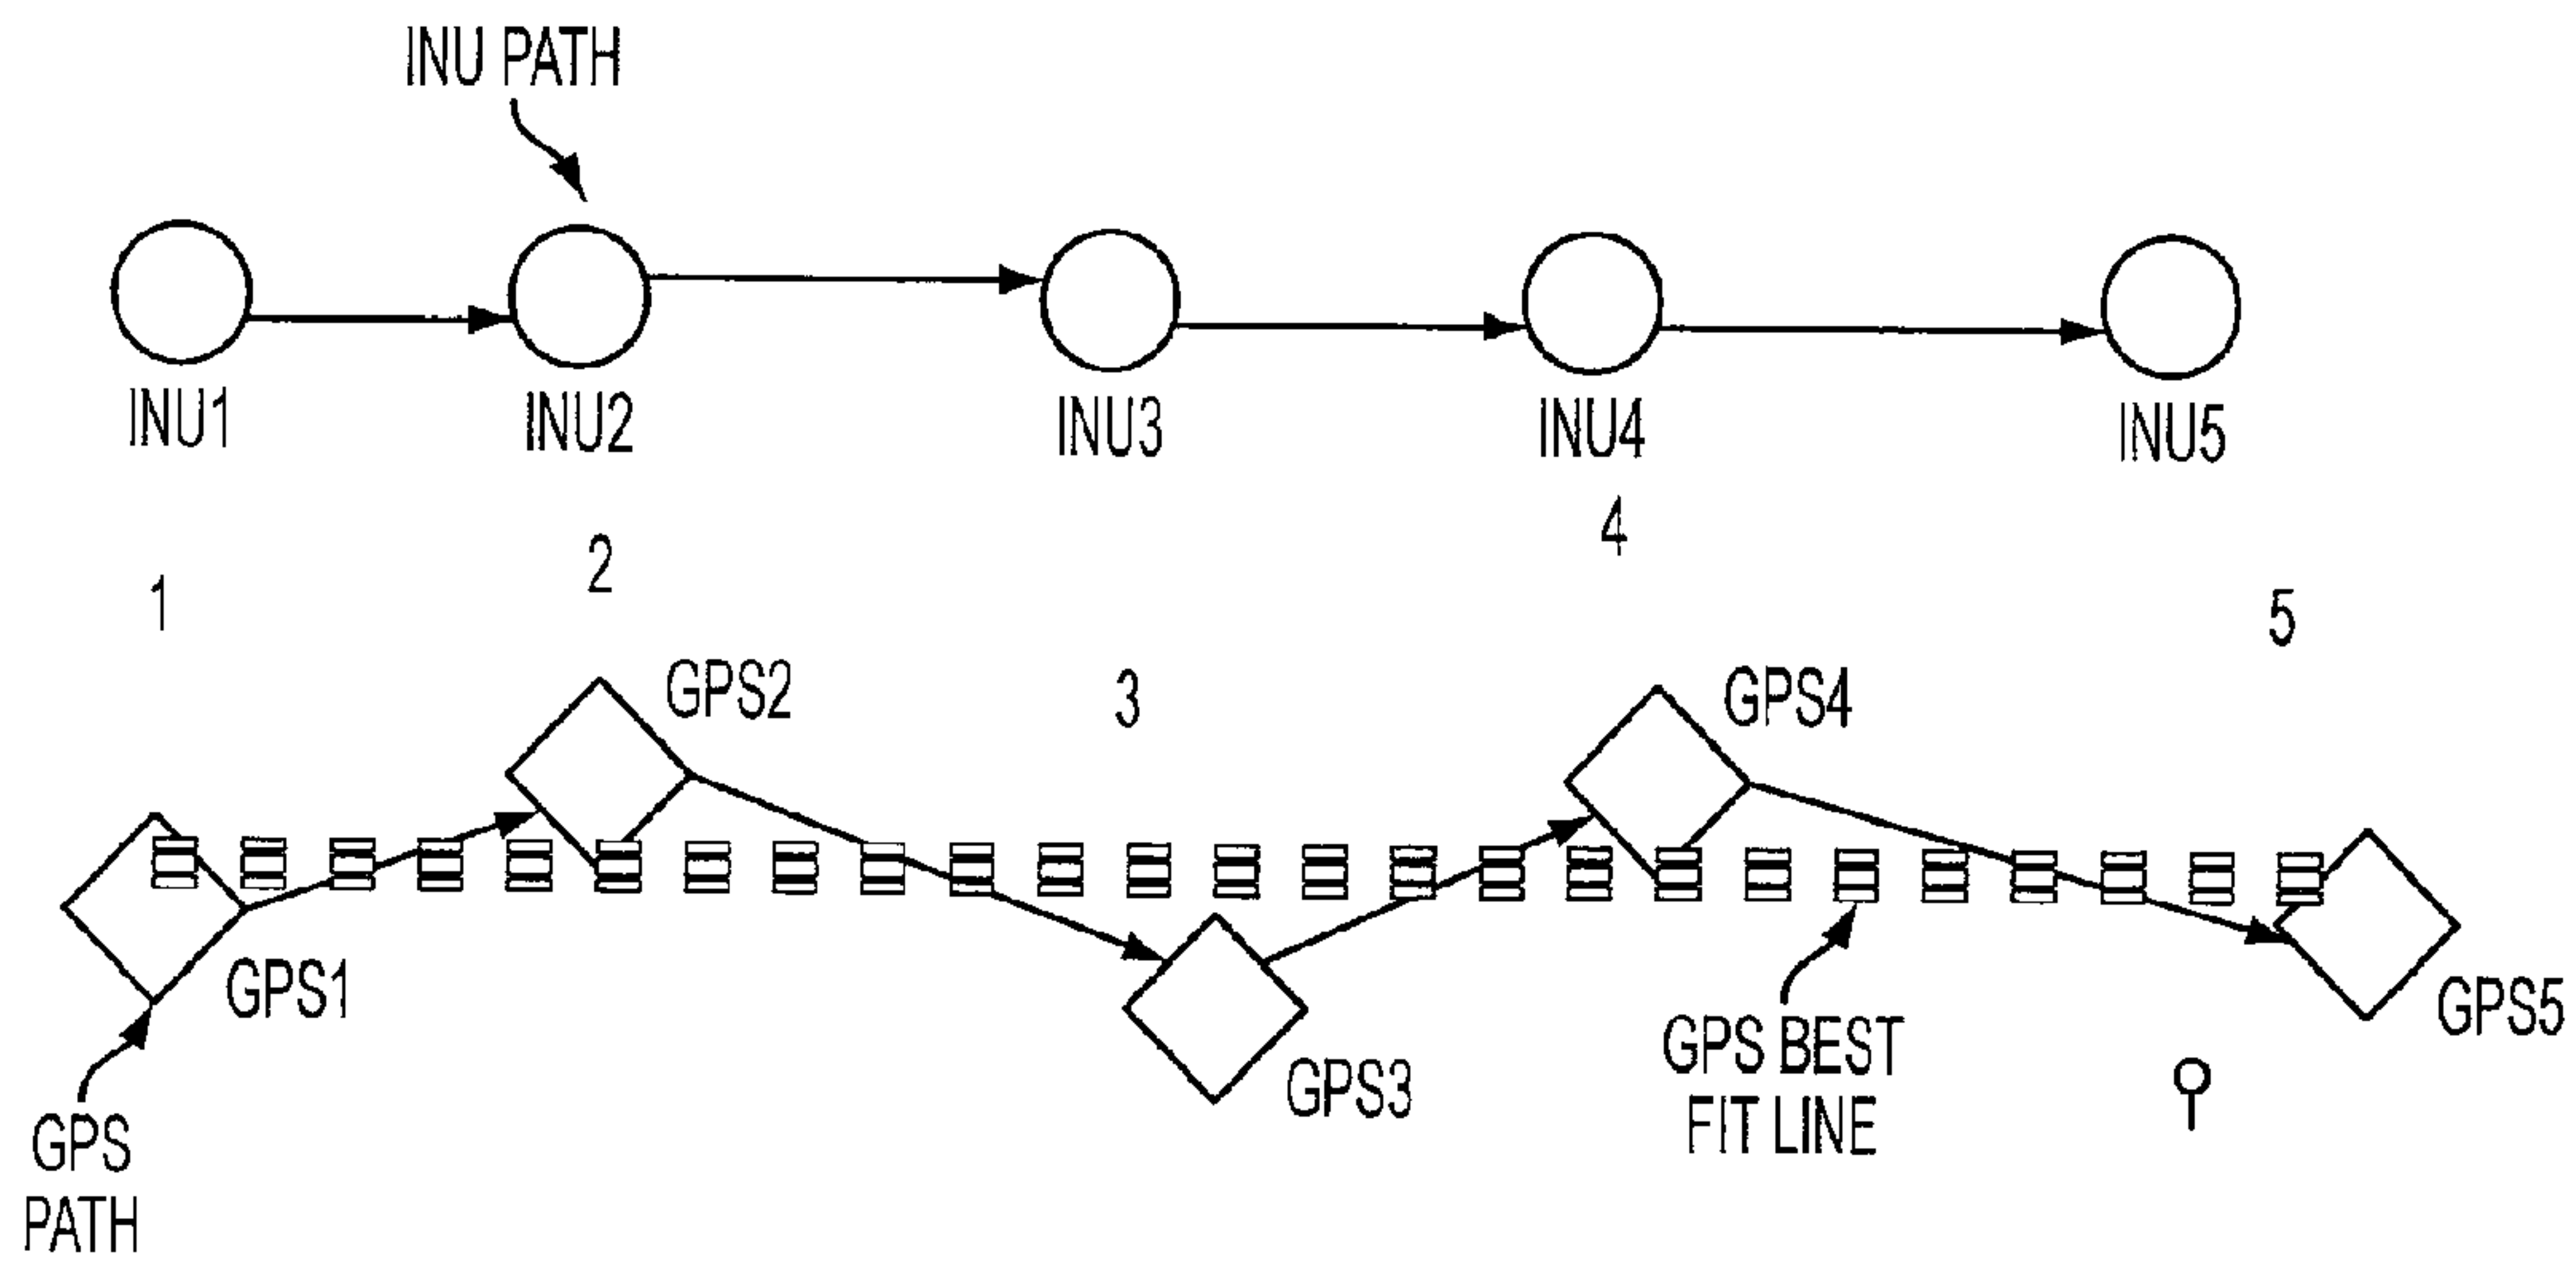 INU PATH
INU1
INU2
INU3
INU4
INU5
1
2
3
4
5
GPS1
GPS2
GPS3
GPS4
GPS5
GPS
PATH
GPS BEST
FIT LINE